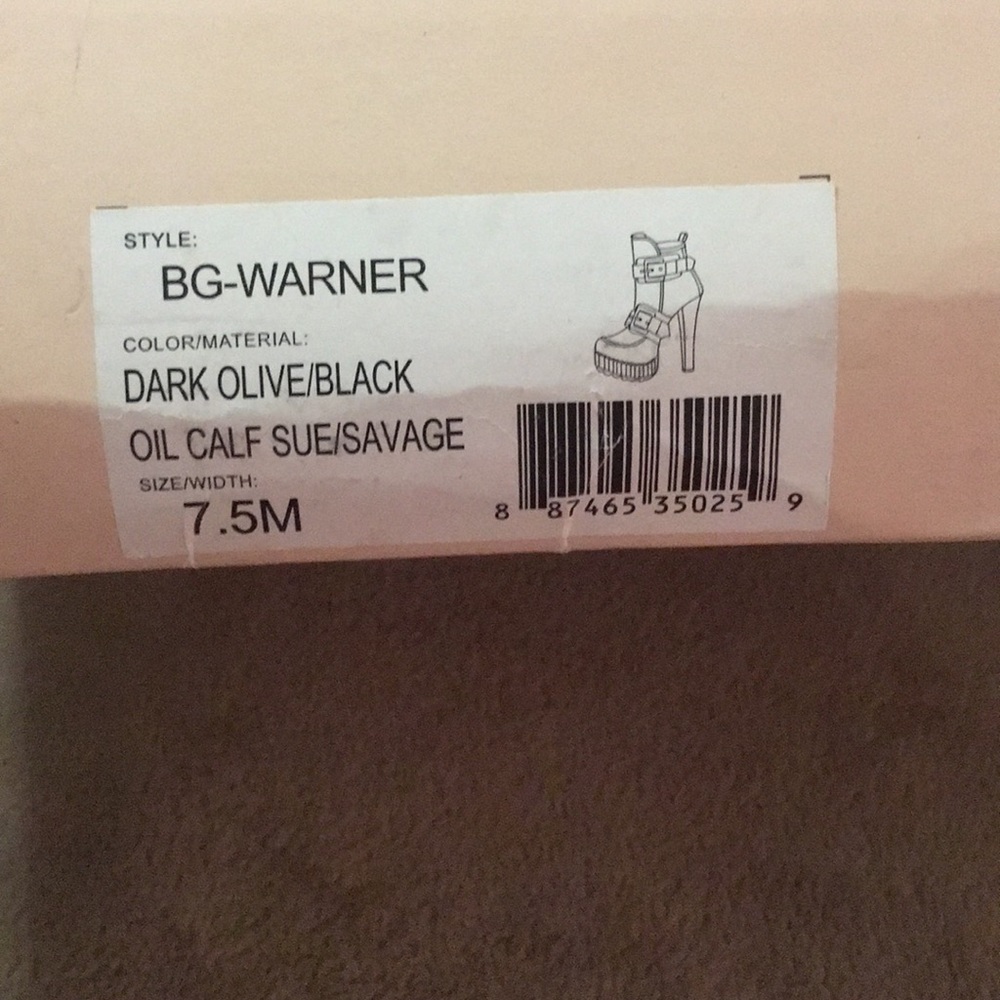 STYLE:
BG-WARNER
COLOR/MATERIAL:
DARK OLIVE/BLACK
OIL CALF SUE/SAVAGE
SIZE/WIDTH:
7.5M
8 87465 35025 9